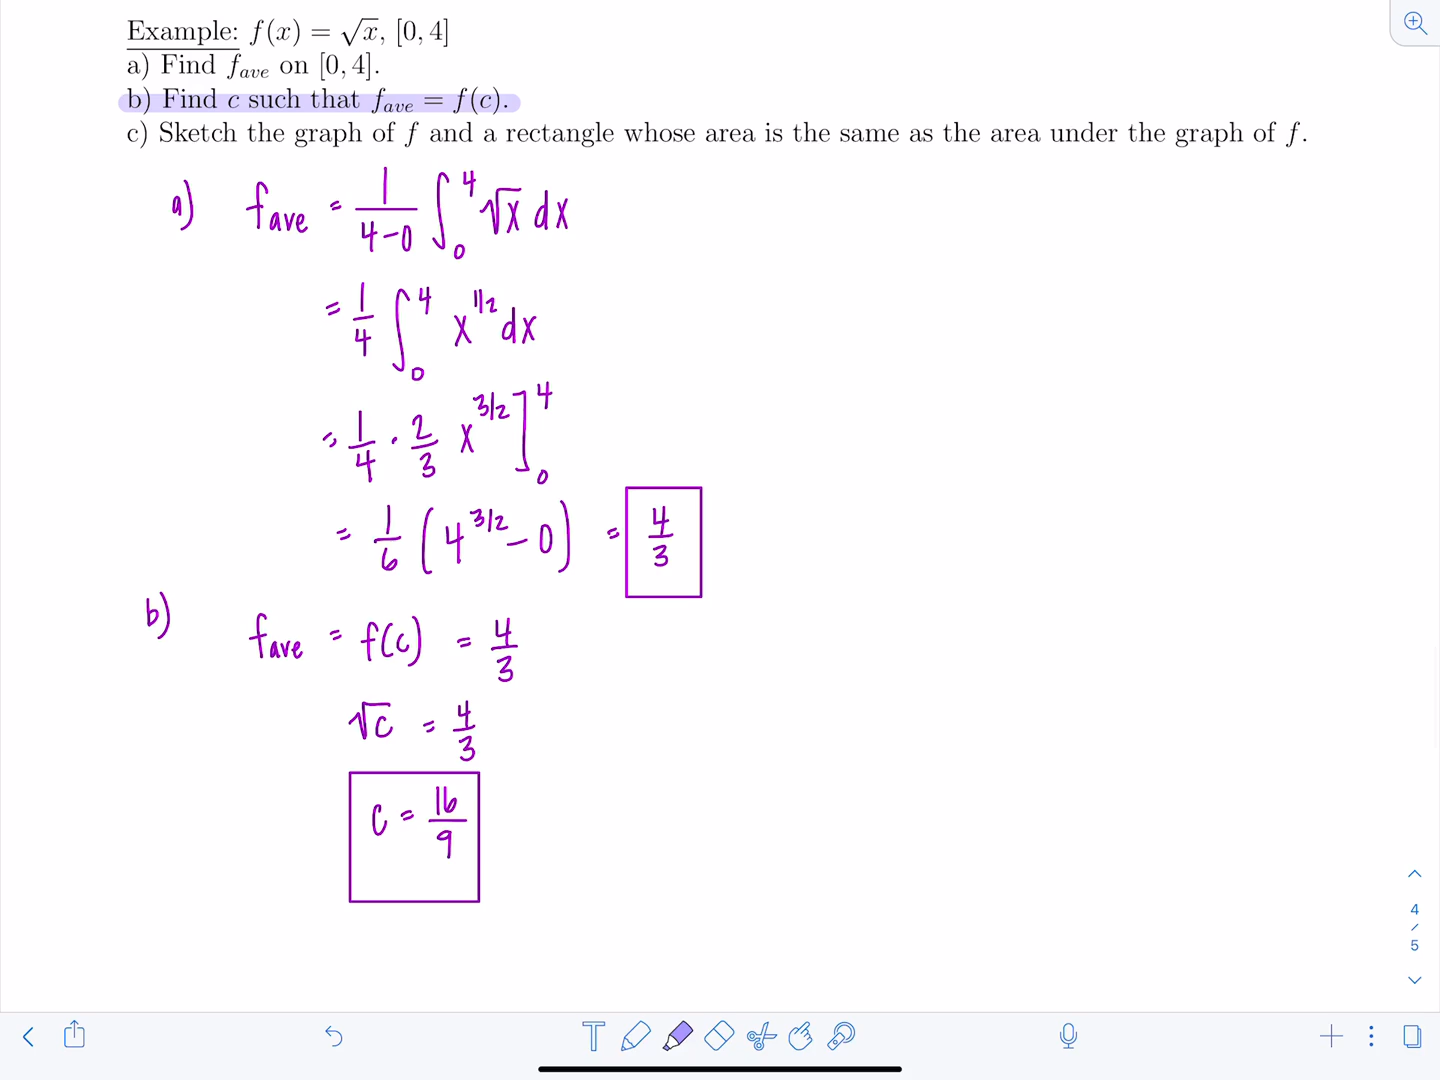 Example: f(x) = √x, [0, 4]
a) Find f_ave on [0, 4].
b) Find c such that f_ave = f(c).
c) Sketch the graph of f and a rectangle whose area is the same as the area under the graph of f.
a) f_ave = 1/(4-0) ∫_0^4 √x dx
= 1/4 ∫_0^4 x^(1/2) dx
= 1/4 · 2/3 x^(3/2) ]_0^4
= 1/6 (4^(3/2) - 0) = 4/3
b) f_ave = f(c) = 4/3
√c = 4/3
c = 16/9
4
/
5
T